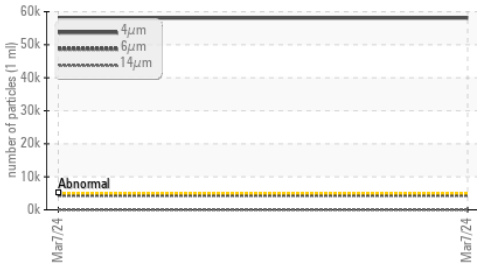 60k
4µm
6µm
14µm
50k
40k
30k
20k
10k
0k
number of particles (1 ml)
Abnormal
Mar7/24
Mar7/24